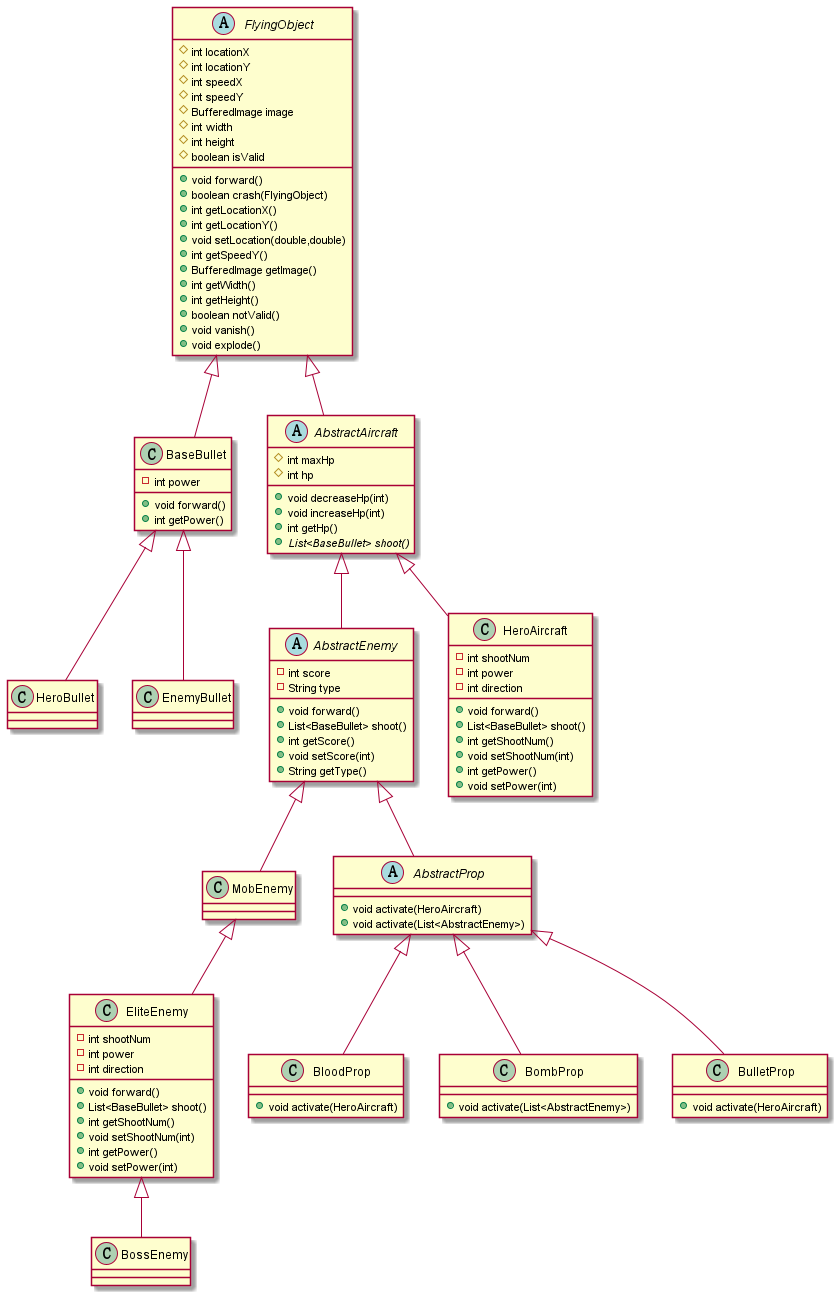 A FlyingObject
int locationX
int locationY
int speedX
int speedY
BufferedImage image
int width
int height
boolean isValid
void forward()
boolean crash(FlyingObject)
int getLocationX()
int getLocationY()
void setLocation(double,double)
int getSpeedY()
BufferedImage getImage()
int getWidth()
int getHeight()
boolean notValid()
void vanish()
void explode()
C BaseBullet
int power
void forward()
int getPower()
A AbstractAircraft
int maxHp
int hp
void decreaseHp(int)
void increaseHp(int)
int getHp()
List<BaseBullet> shoot()
C HeroBullet
C EnemyBullet
A AbstractEnemy
int score
String type
void forward()
List<BaseBullet> shoot()
int getScore()
void setScore(int)
String getType()
C HeroAircraft
int shootNum
int power
int direction
void forward()
List<BaseBullet> shoot()
int getShootNum()
void setShootNum(int)
int getPower()
void setPower(int)
C MobEnemy
A AbstractProp
void activate(HeroAircraft)
void activate(List<AbstractEnemy>)
C EliteEnemy
int shootNum
int power
int direction
void forward()
List<BaseBullet> shoot()
int getShootNum()
void setShootNum(int)
int getPower()
void setPower(int)
C BloodProp
void activate(HeroAircraft)
C BombProp
void activate(List<AbstractEnemy>)
C BulletProp
void activate(HeroAircraft)
C BossEnemy